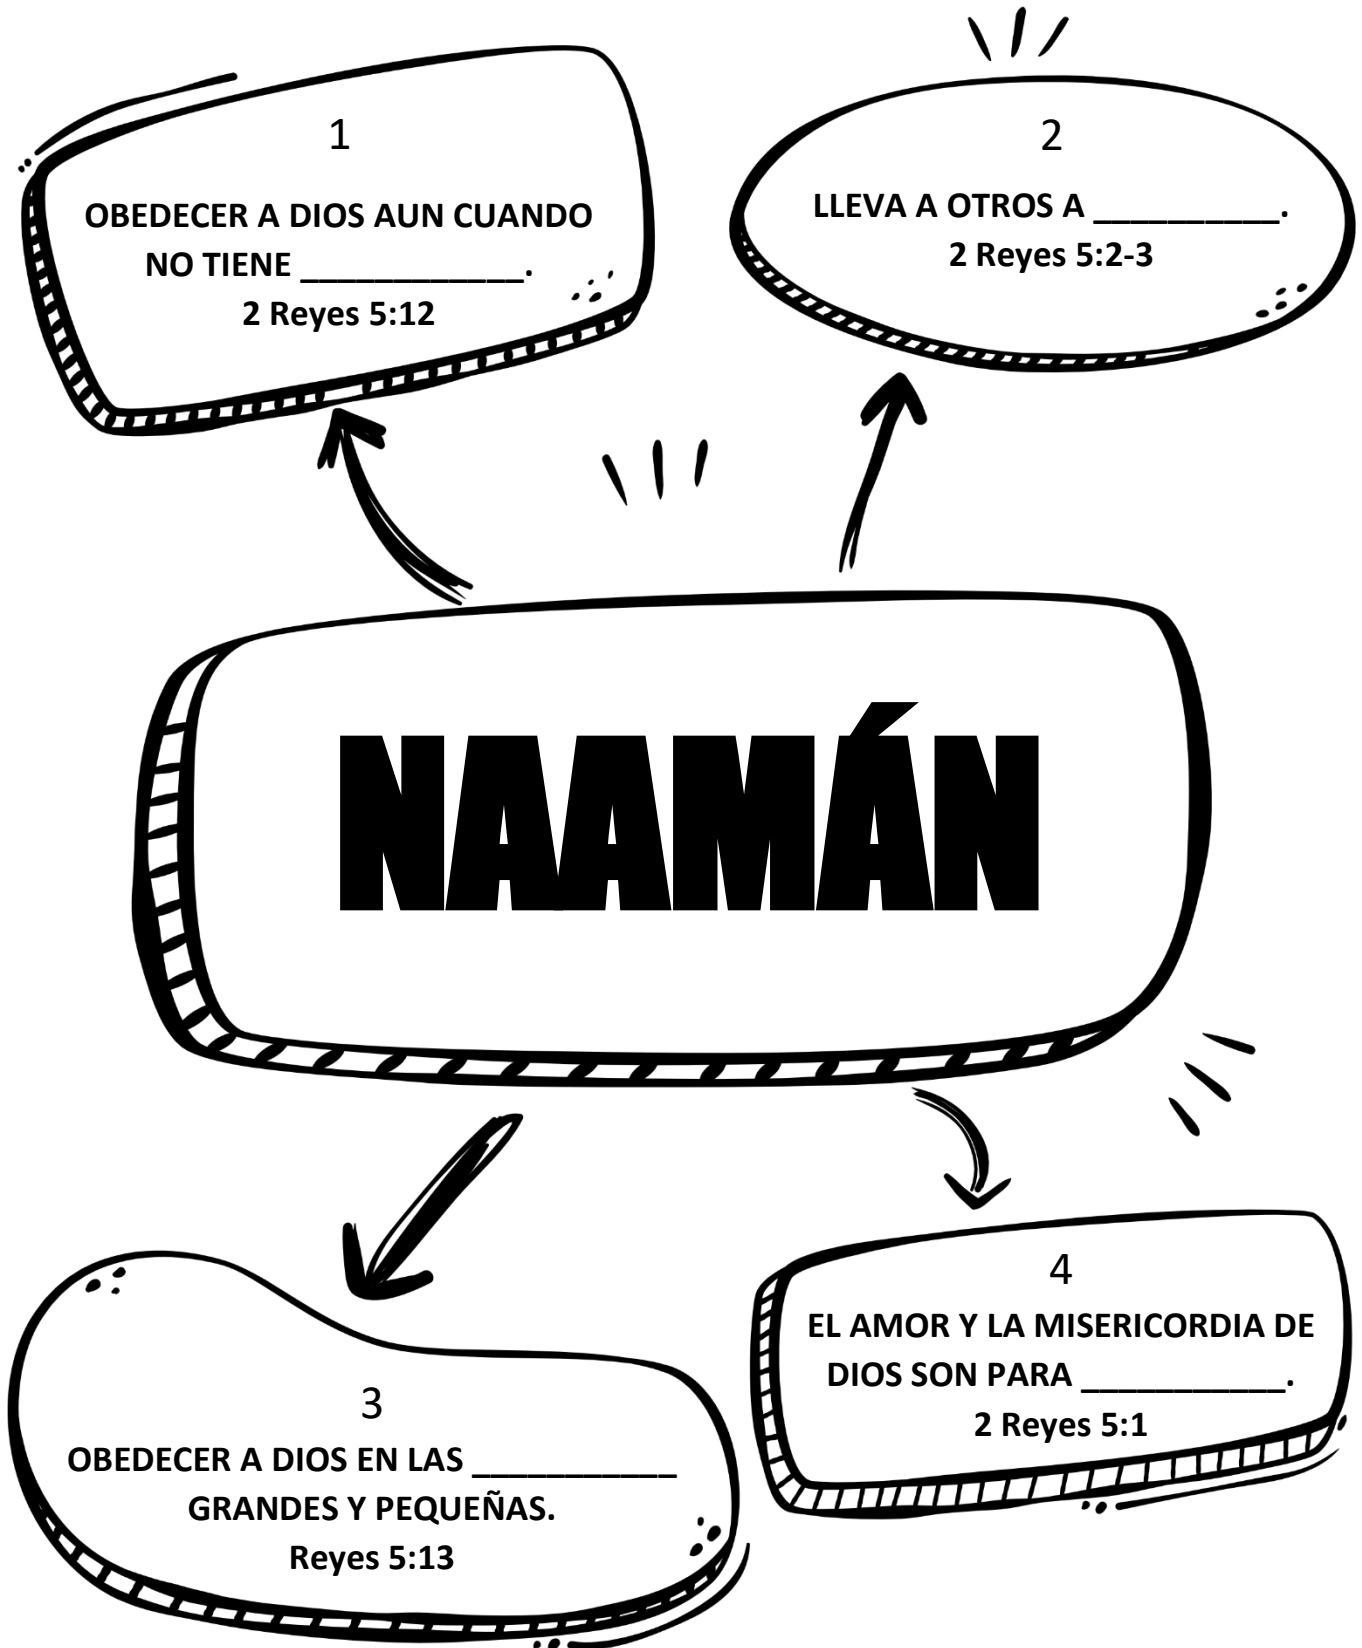 1
OBEDECER A DIOS AUN CUANDO
NO TIENE ____________.
2 Reyes 5:12
2
LLEVA A OTROS A __________.
2 Reyes 5:2-3
NAAMÁN
3
OBEDECER A DIOS EN LAS ___________
GRANDES Y PEQUEÑAS.
Reyes 5:13
4
EL AMOR Y LA MISERICORDIA DE
DIOS SON PARA ___________.
2 Reyes 5:1